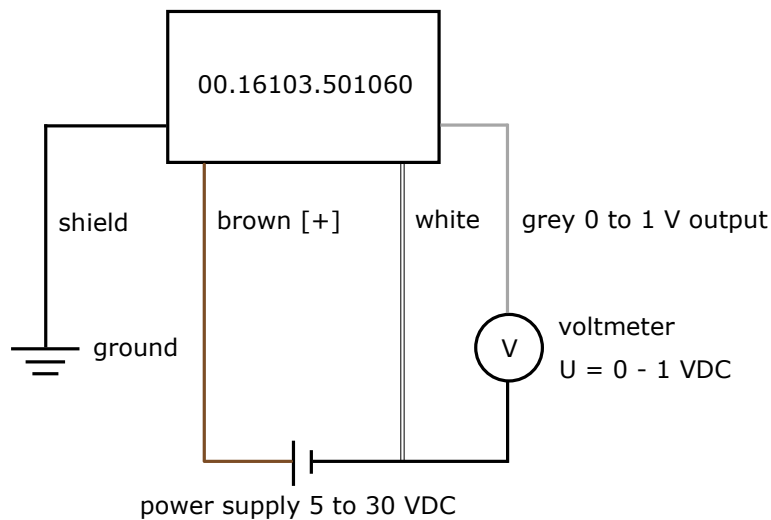 00.16103.501060
shield
brown [+]
white
grey 0 to 1 V output
voltmeter
V
ground
U = 0 - 1 VDC
power supply 5 to 30 VDC